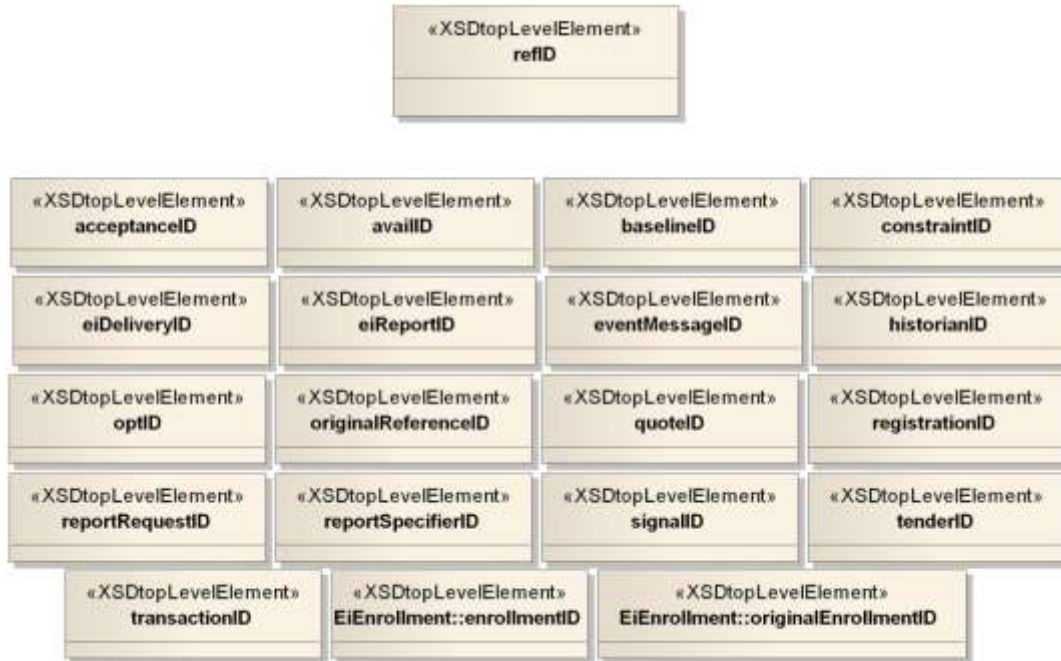 «XSDtopLevelElement»
refID
«XSDtopLevelElement»
acceptanceID
«XSDtopLevelElement»
availID
«XSDtopLevelElement»
baselineID
«XSDtopLevelElement»
constraintID
«XSDtopLevelElement»
eiDeliveryID
«XSDtopLevelElement»
eiReportID
«XSDtopLevelElement»
eventMessageID
«XSDtopLevelElement»
historianID
«XSDtopLevelElement»
optID
«XSDtopLevelElement»
originalReferenceID
«XSDtopLevelElement»
quoteID
«XSDtopLevelElement»
registrationID
«XSDtopLevelElement»
reportRequestID
«XSDtopLevelElement»
reportSpecifierID
«XSDtopLevelElement»
signalID
«XSDtopLevelElement»
tenderID
«XSDtopLevelElement»
transactionID
«XSDtopLevelElement»
EiEnrollment::enrollmentID
«XSDtopLevelElement»
EiEnrollment::originalEnrollmentID